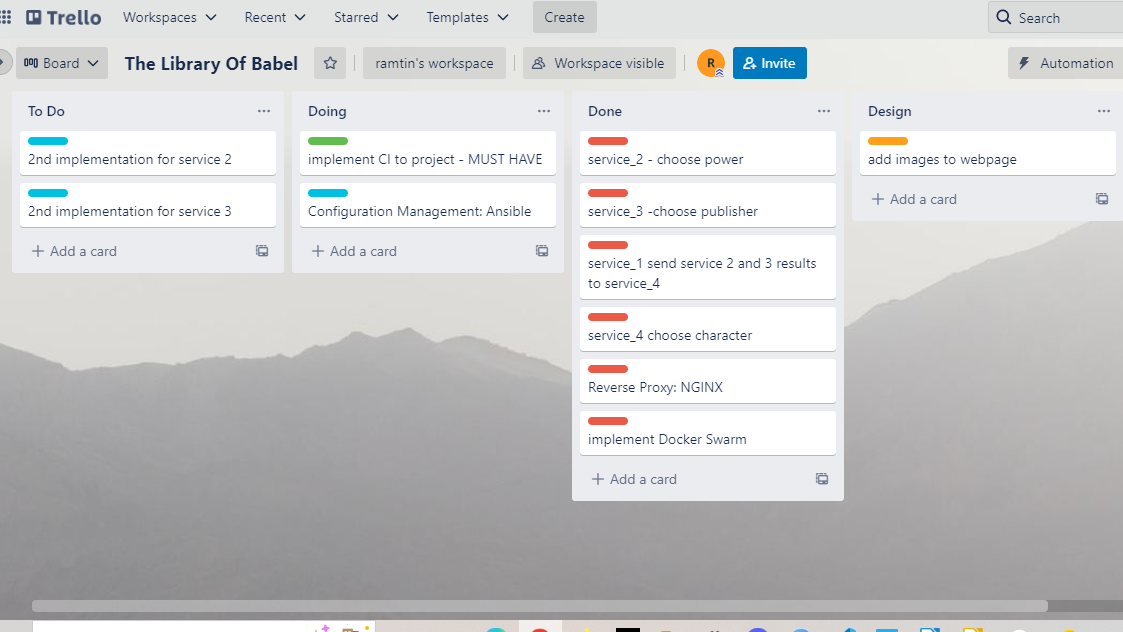 Trello
Workspaces
Recent
Starred
Templates
Create
Search
Board
The Library Of Babel
ramtin's workspace
Workspace visible
R
Invite
Automation
To Do
2nd implementation for service 2
2nd implementation for service 3
Add a card
Doing
implement CI to project - MUST HAVE
Configuration Management: Ansible
Add a card
Done
service_2 - choose power
service_3 -choose publisher
service_1 send service 2 and 3 results
to service_4
service_4 choose character
Reverse Proxy: NGINX
implement Docker Swarm
Add a card
Design
add images to webpage
Add a card